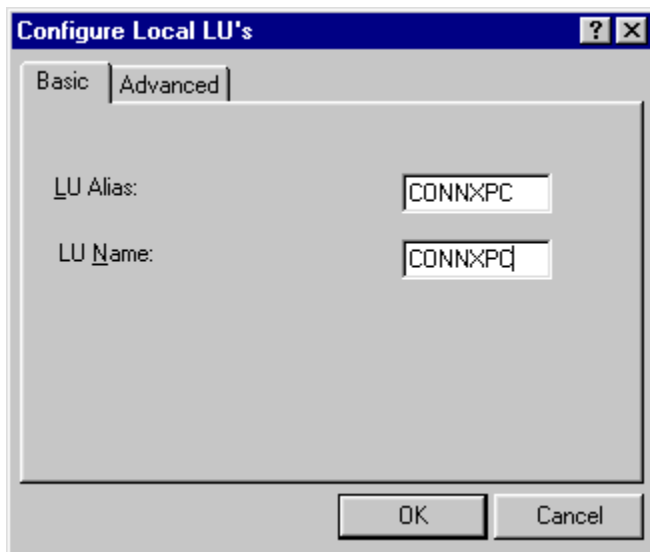 Configure Local LU's
Basic Advanced
LU Alias: CONNXPC
LU Name: CONNXPC
OK Cancel